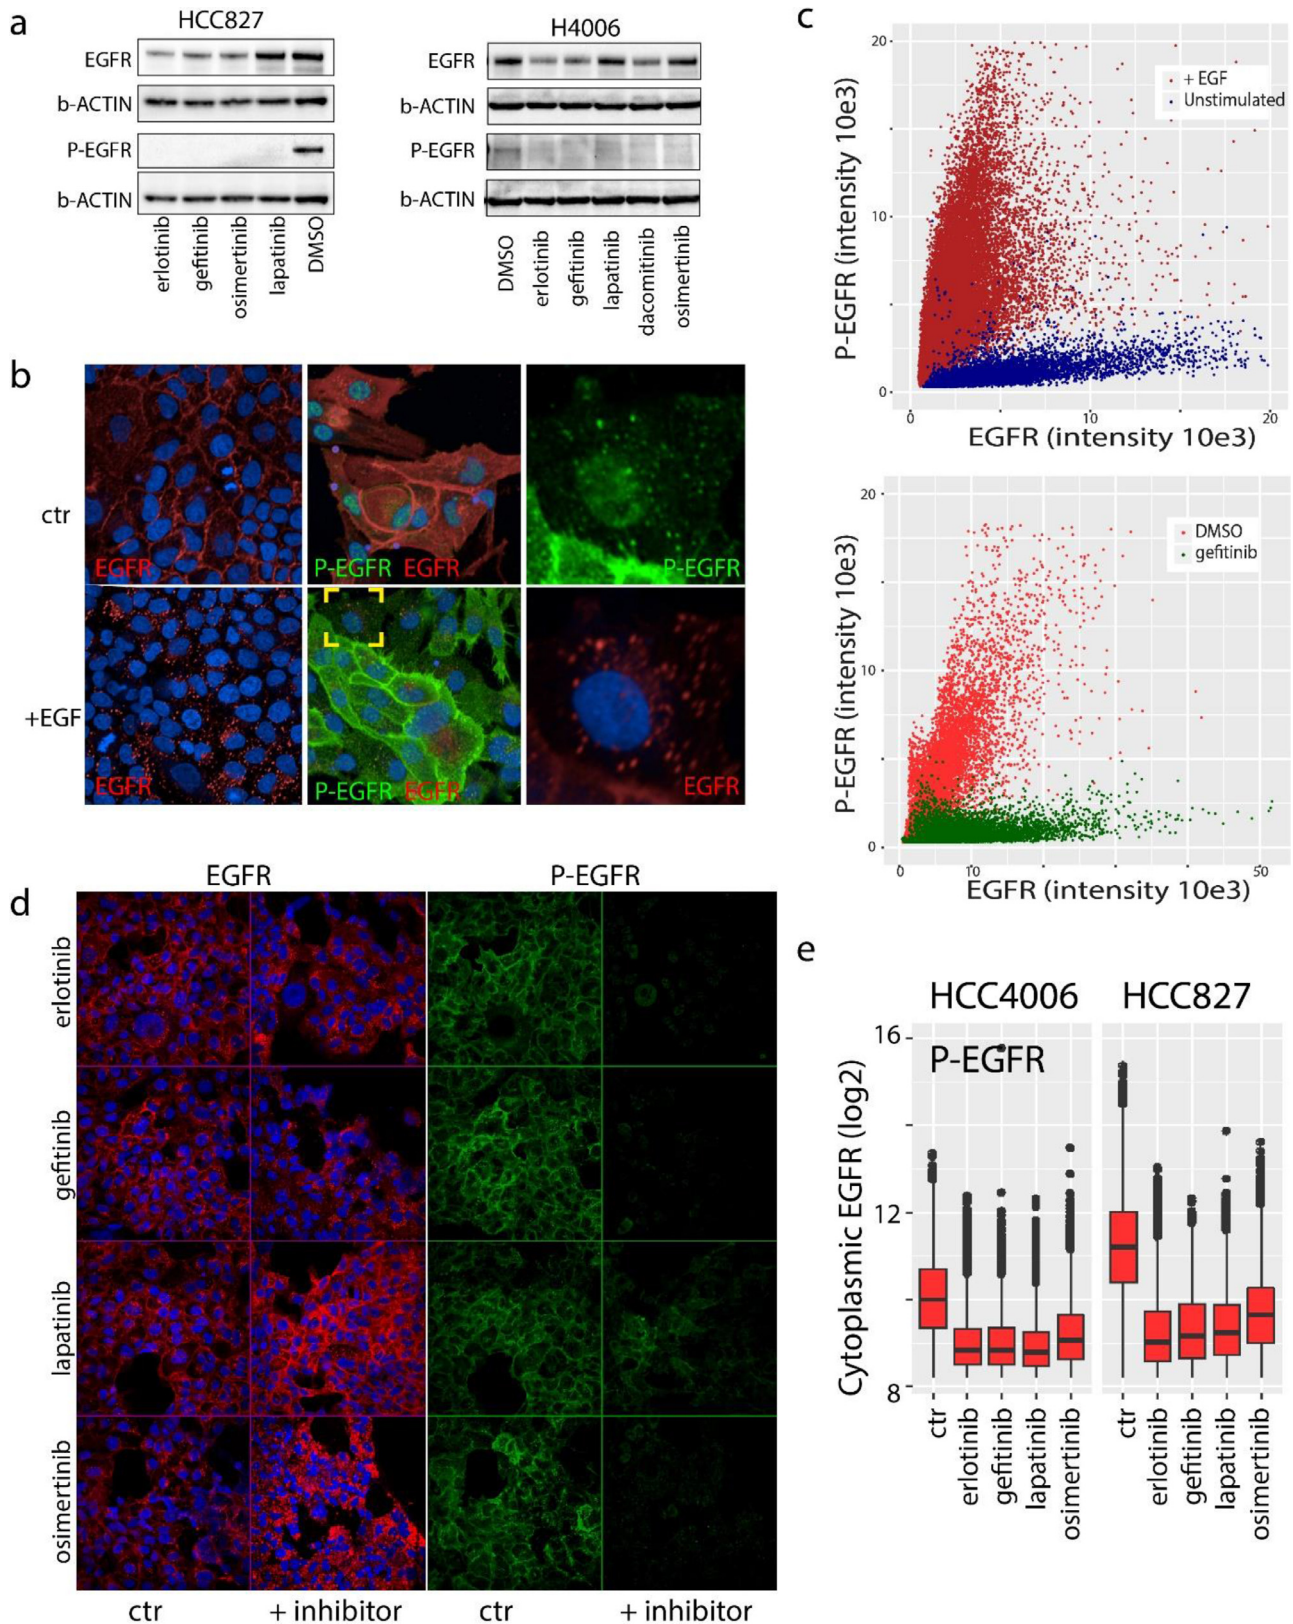 a
HCC827
EGFR
b-ACTIN
P-EGFR
b-ACTIN
erlotinib
gefitinib
osimertinib
lapatinib
DMSO
H4006
EGFR
b-ACTIN
P-EGFR
b-ACTIN
DMSO
erlotinib
gefitinib
lapatinib
dacomitinib
osimertinib
b
ctr
EGFR
P-EGFR EGFR
P-EGFR
+EGF
EGFR
P-EGFR EGFR
EGFR
c
P-EGFR (intensity 10e3)
20
10
0
+ EGF
Unstimulated
0 10 20
EGFR (intensity 10e3)
P-EGFR (intensity 10e3)
20
15
10
5
0
DMSO
gefitinib
10 50
EGFR (intensity 10e3)
d
EGFR P-EGFR
erlotinib
gefitinib
lapatinib
osimertinib
ctr + inhibitor ctr + inhibitor
e
HCC4006 HCC827
P-EGFR
Cytoplasmic EGFR (log2)
16
12
8
ctr
erlotinib
gefitinib
lapatinib
osimertinib
ctr
erlotinib
gefitinib
lapatinib
osimertinib